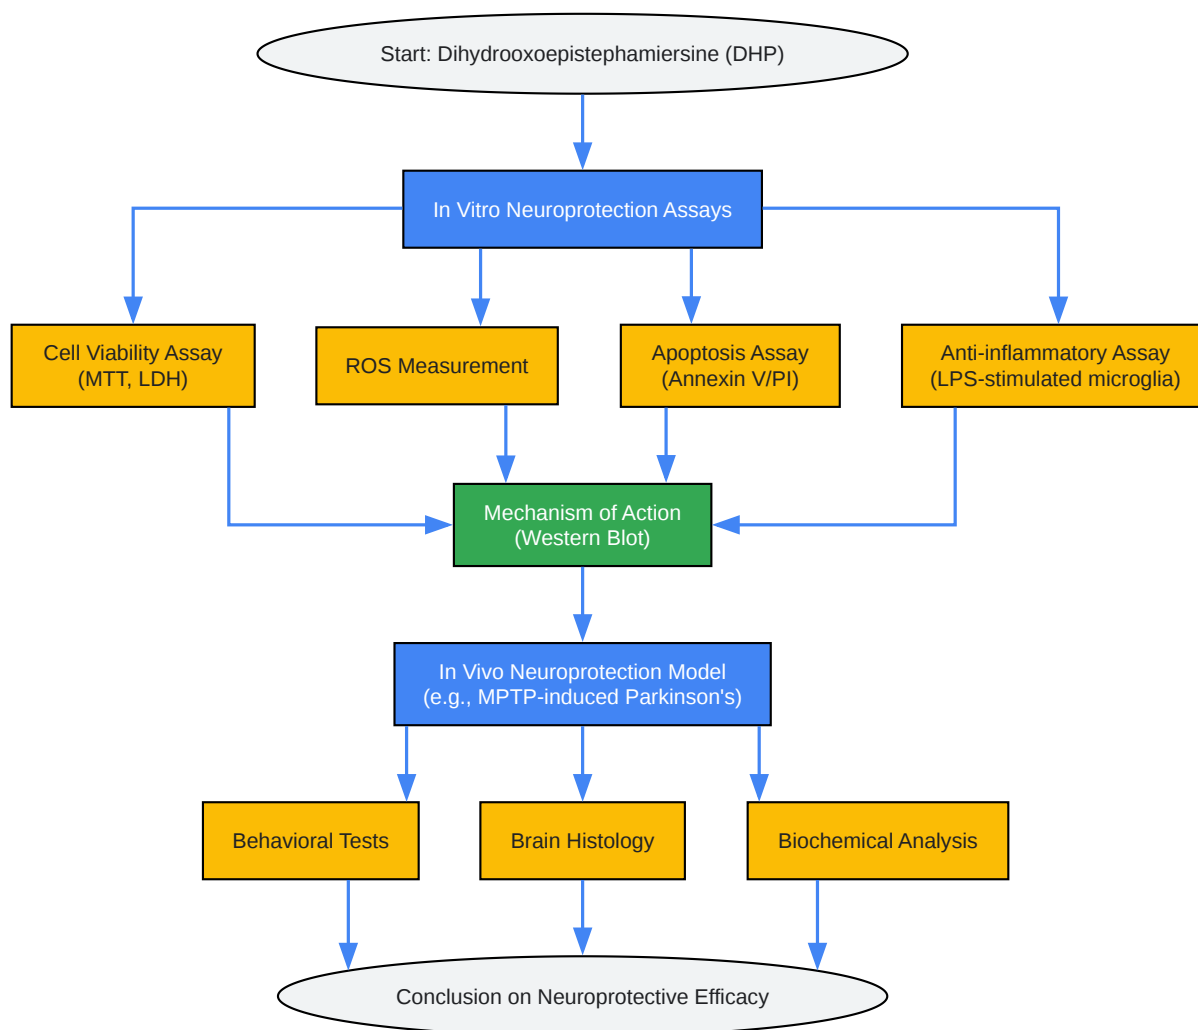 Start: Dihydrooxoepistephamiersine (DHP)
In Vitro Neuroprotection Assays
Cell Viability Assay
(MTT, LDH)
ROS Measurement
Apoptosis Assay
(Annexin V/PI)
Anti-inflammatory Assay
(LPS-stimulated microglia)
Mechanism of Action
(Western Blot)
In Vivo Neuroprotection Model
(e.g., MPTP-induced Parkinson's)
Behavioral Tests
Brain Histology
Biochemical Analysis
Conclusion on Neuroprotective Efficacy